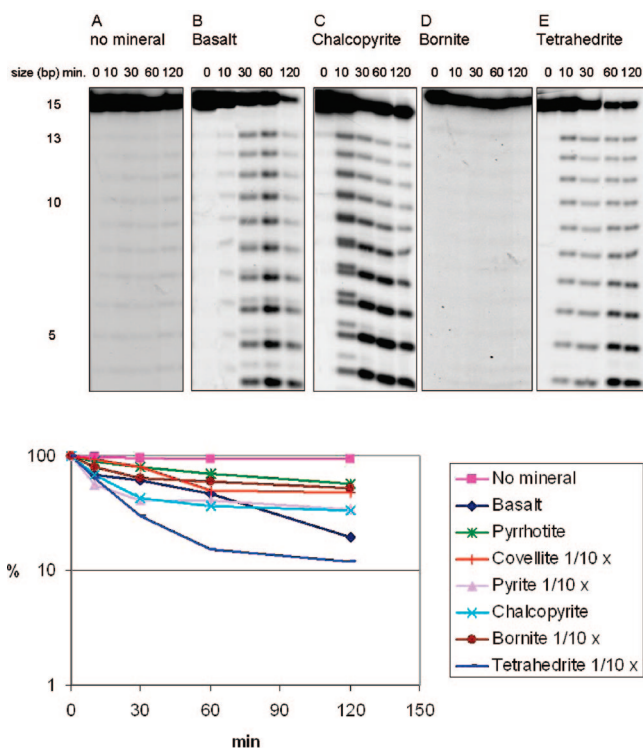 A B C D E
no mineral Basalt Chalcopyrite Bornite Tetrahedrite
size (bp) min. 0 10 30 60 120 0 10 30 60 120 0 10 30 60 120 0 10 30 60 120 0 10 30 60 120
15
13
10
5
100
10
1
%
0 30 60 90 120 150
min
No mineral
Basalt
Pyrrhotite
Covellite 1/10 x
Pyrite 1/10 x
Chalcopyrite
Bornite 1/10 x
Tetrahedrite 1/10 x